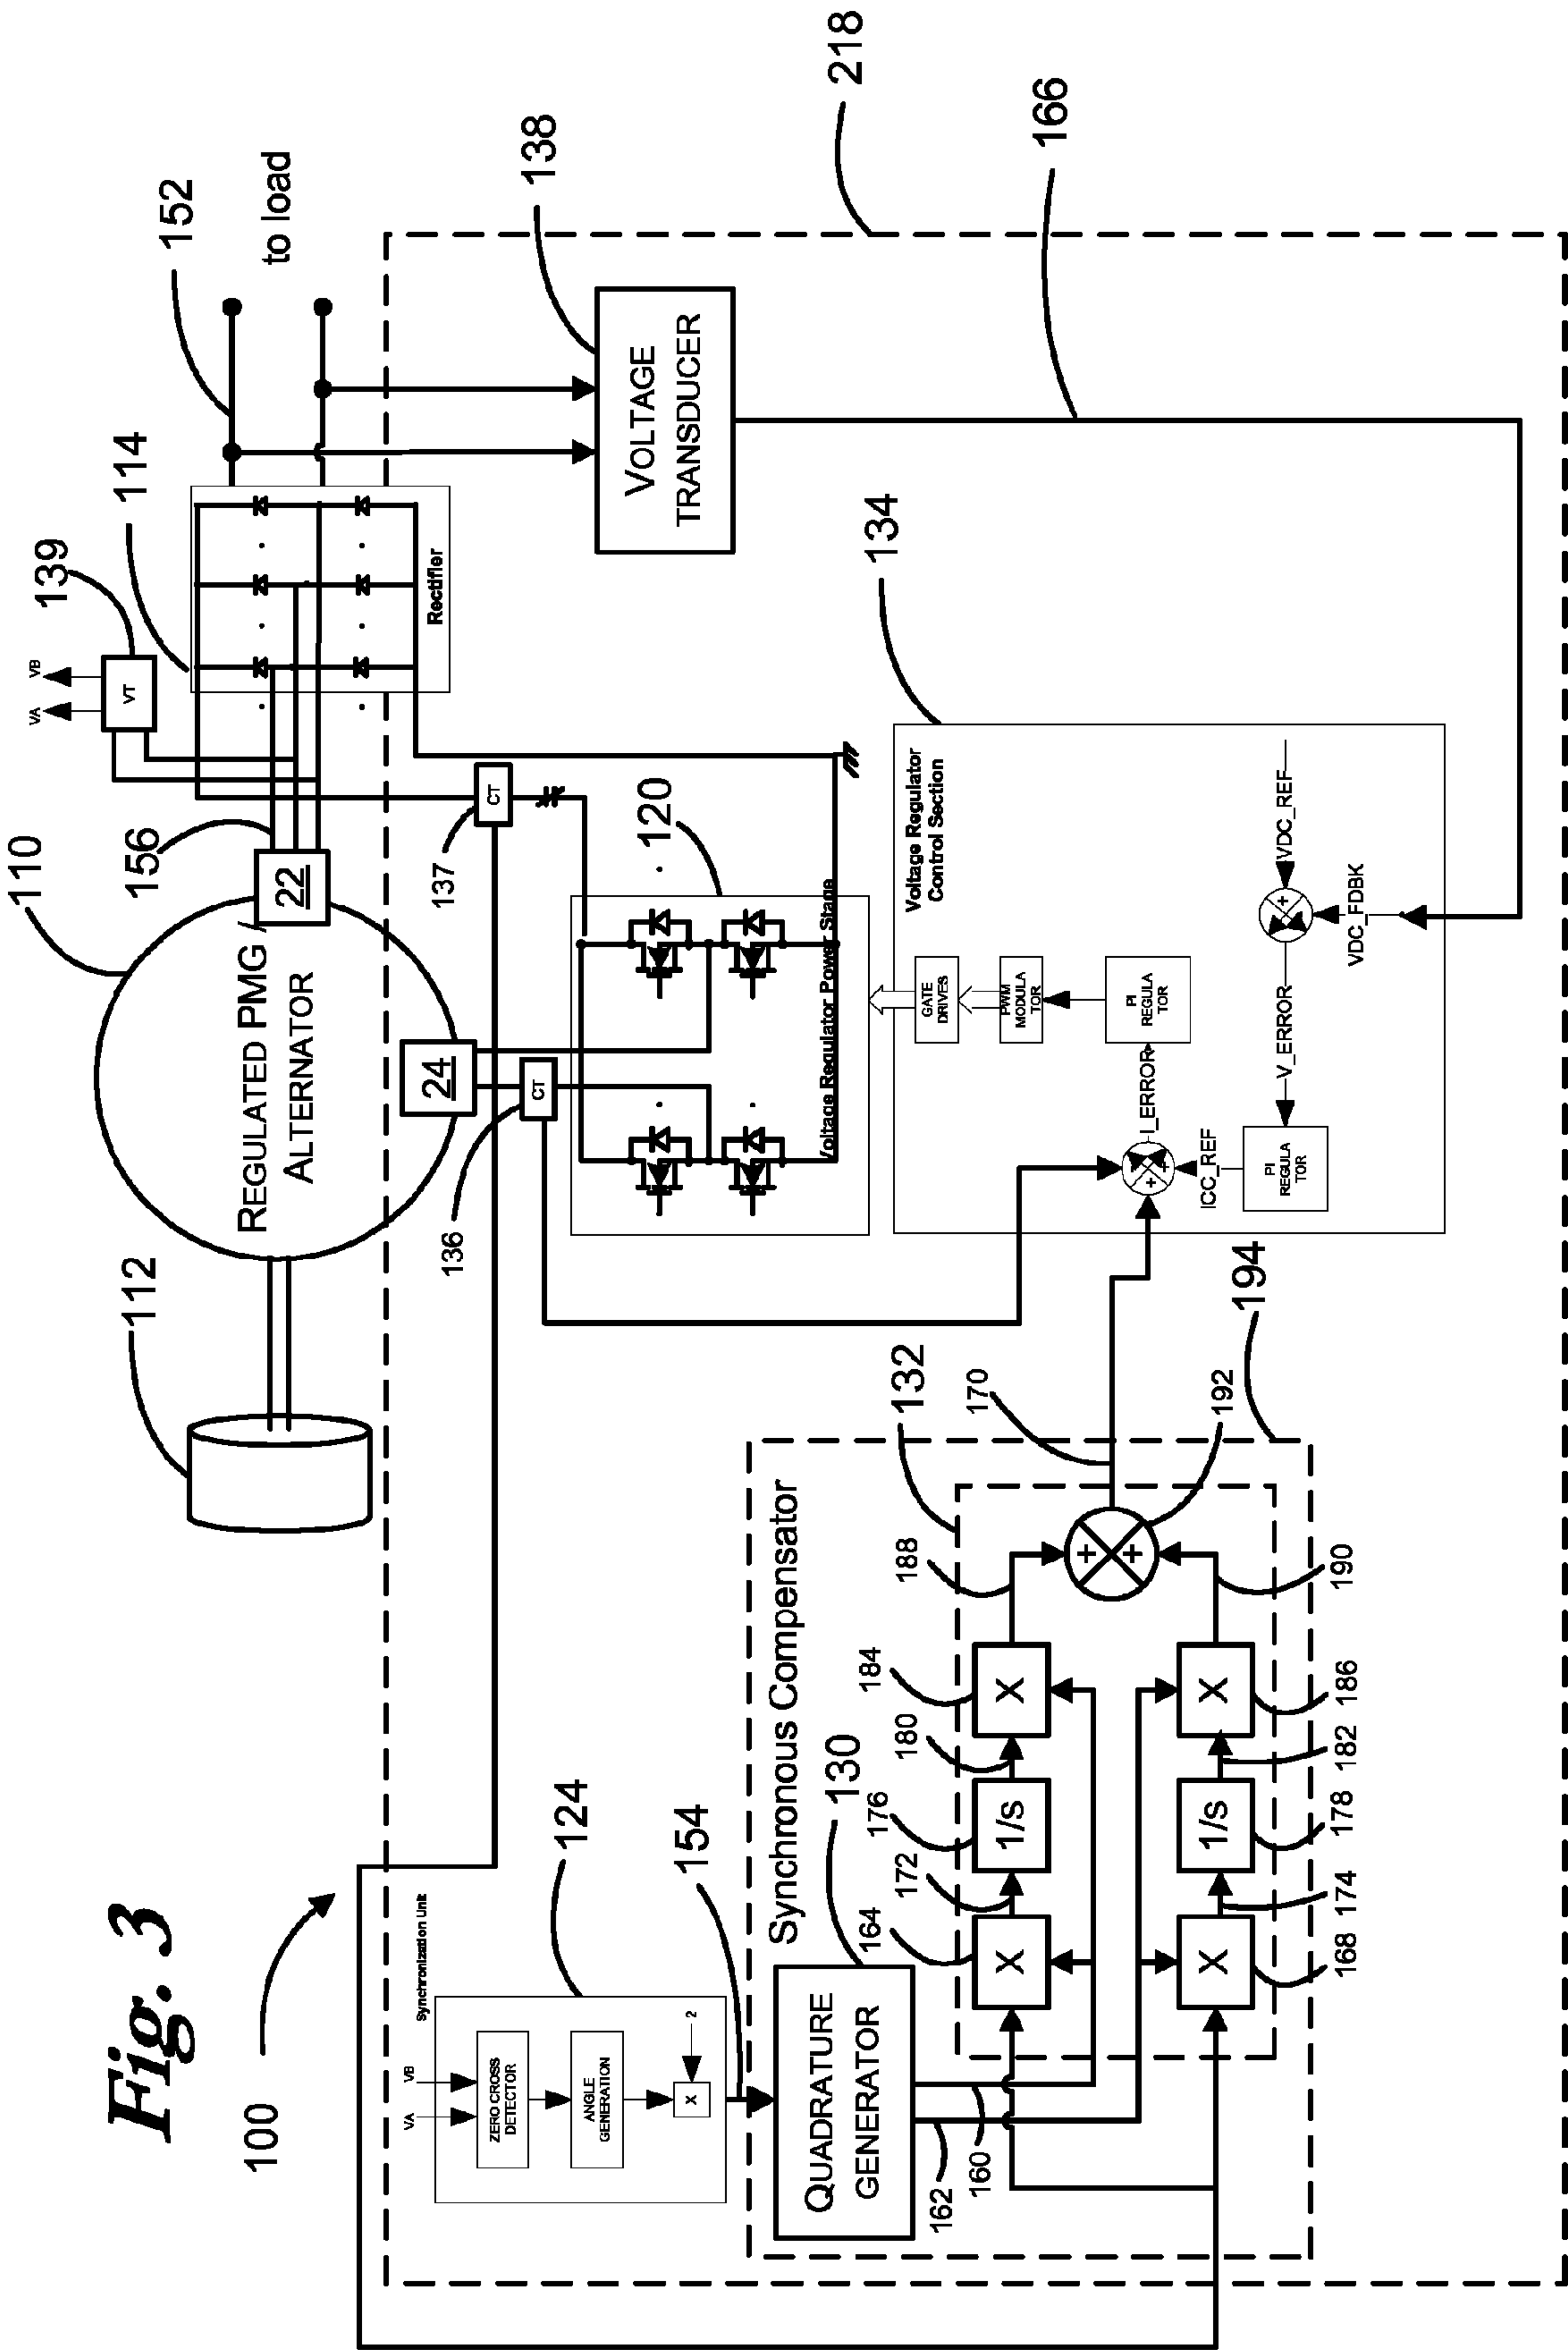 Fig. 3
100
112
110
REGULATED PMG /
ALTERNATOR
22
24
156
139
VT
VA
VB
114
Rectifier
152
to load
138
VOLTAGE
TRANSDUCER
218
166
137
CT
136
CT
120
Voltage Regulator Power Stage
134
Voltage Regulator
Control Section
GATE
DRIVES
PWM
MODULA
TOR
PI
REGULA
TOR
I_ERROR
ICC_REF
PI
REGULA
TOR
V_ERROR
VDC_REF
VDC_FDBK
+
+
+
Synchronization Unit
VA
VB
ZERO CROSS
DETECTOR
ANGLE
GENERATION
X
2
124
154
Synchronous Compensator
QUADRATURE
GENERATOR
130
162
160
164
X
172
176
1/s
180
184
X
188
132
170
+
+
192
194
168
X
174
178
1/s
182
186
X
190